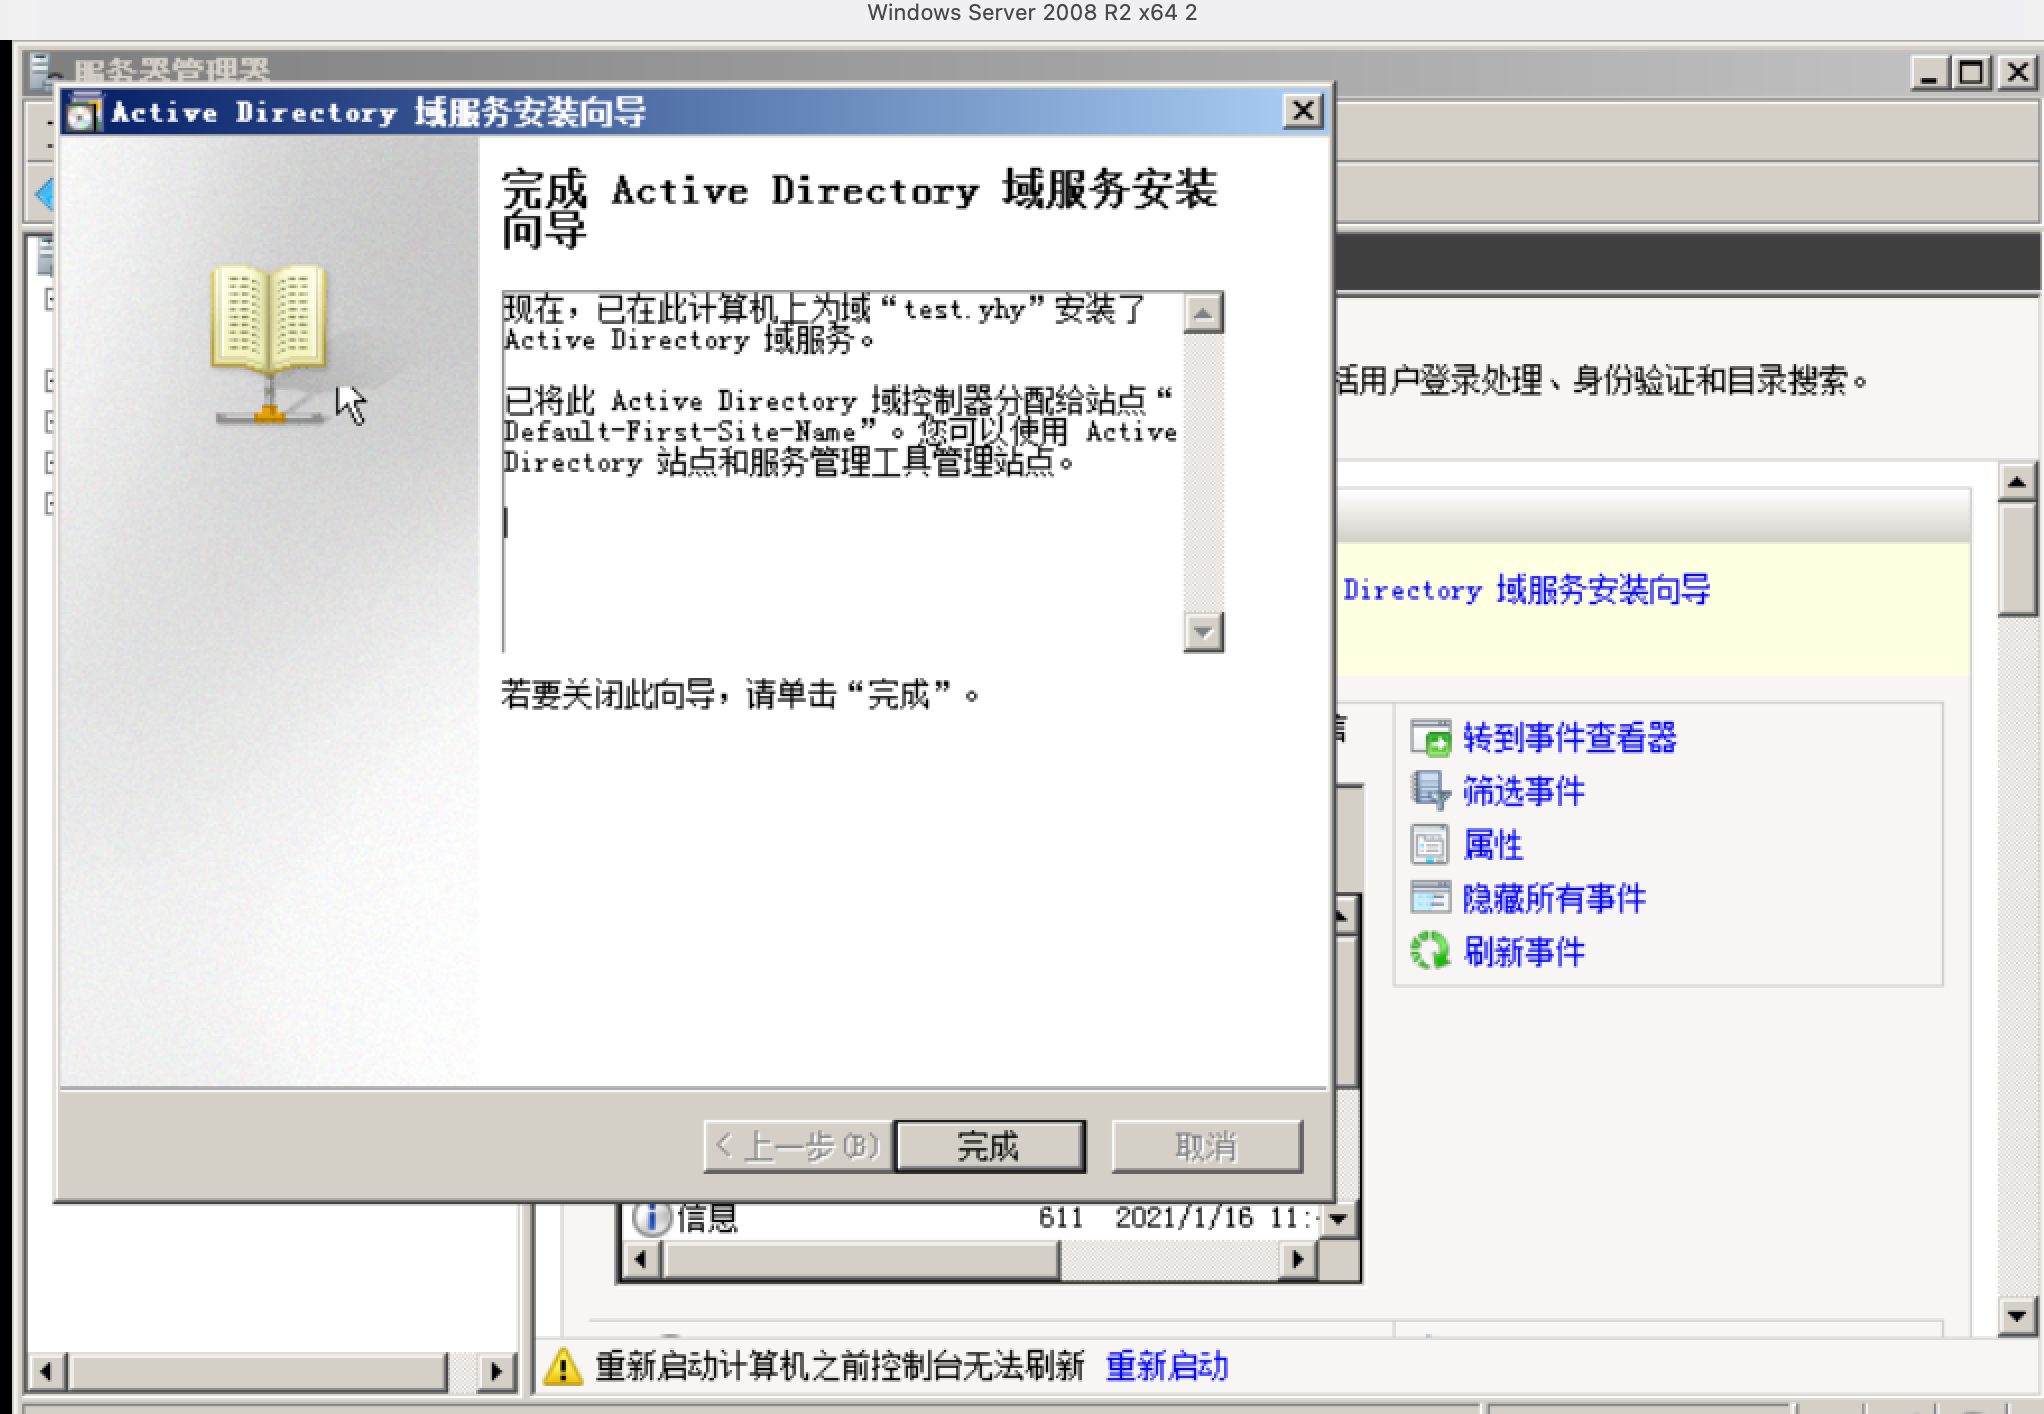 Windows Server 2008 R2 x64 2
服务器管理器
Active Directory 域服务安装向导
完成 Active Directory 域服务安装
向导
现在，已在此计算机上为域“test.yhy”安装了
Active Directory 域服务。
已将此 Active Directory 域控制器分配给站点“
Default-First-Site-Name”。您可以使用 Active
Directory 站点和服务管理工具管理站点。
若要关闭此向导，请单击“完成”。
< 上一步(B)
完成
取消
用户登录处理、身份验证和目录搜索。
Directory 域服务安装向导
转到事件查看器
筛选事件
属性
隐藏所有事件
刷新事件
信息 611 2021/1/16 11:
重新启动计算机之前控制台无法刷新 重新启动